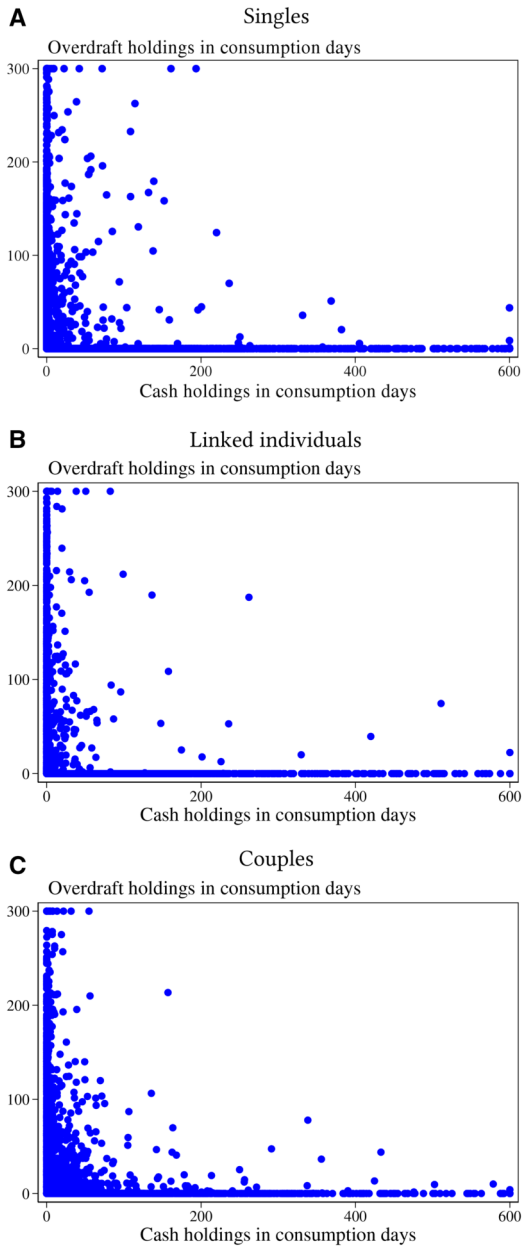 A
Singles
Overdraft holdings in consumption days
300
200
100
0
0 200 400 600
Cash holdings in consumption days
B
Linked individuals
Overdraft holdings in consumption days
300
200
100
0
0 200 400 600
Cash holdings in consumption days
C
Couples
Overdraft holdings in consumption days
300
200
100
0
0 200 400 600
Cash holdings in consumption days